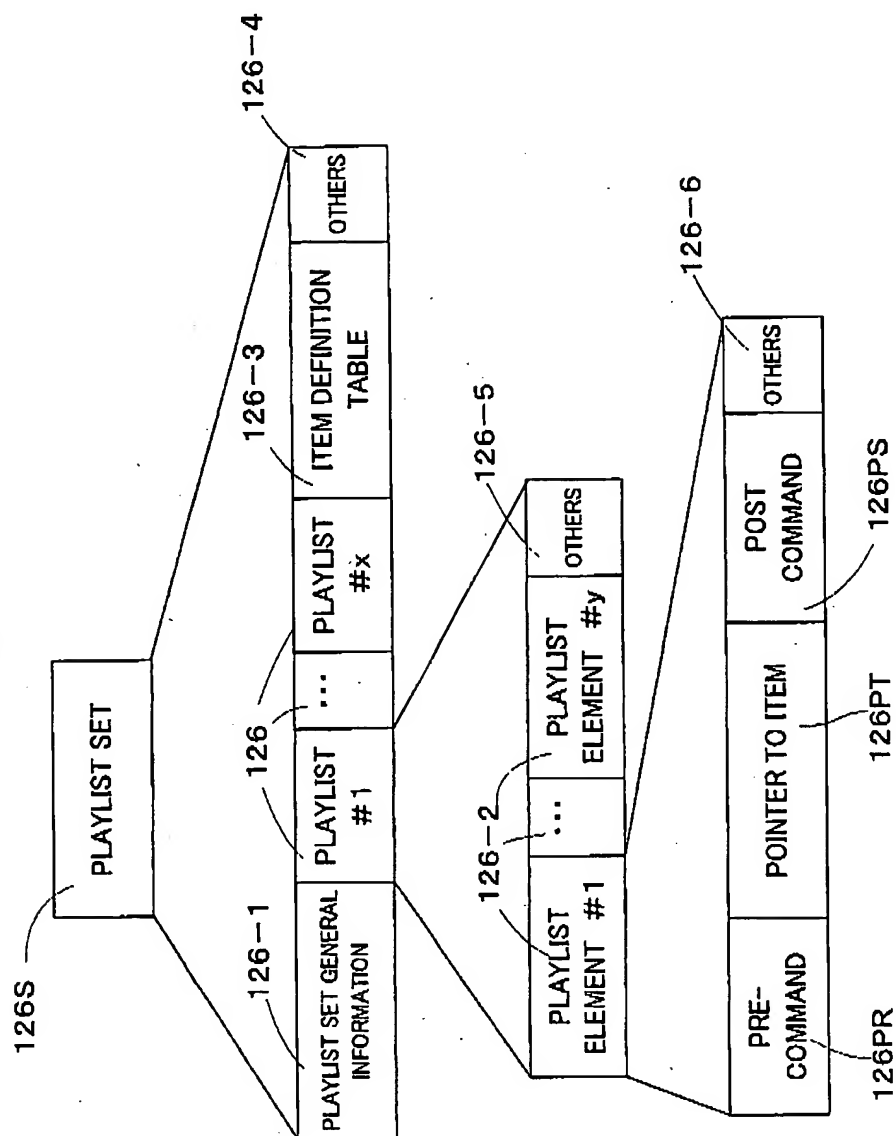 126S
PLAYLIST SET
126-1
126
126-3
126-4
PLAYLIST SET GENERAL
INFORMATION
PLAYLIST
#1
...
PLAYLIST
#x
ITEM DEFINITION
TABLE
OTHERS
126-2
126-5
PLAYLIST
ELEMENT #1
...
PLAYLIST
ELEMENT #y
OTHERS
126-6
PRE-
COMMAND
POINTER TO ITEM
POST
COMMAND
OTHERS
126PR
126PT
126PS